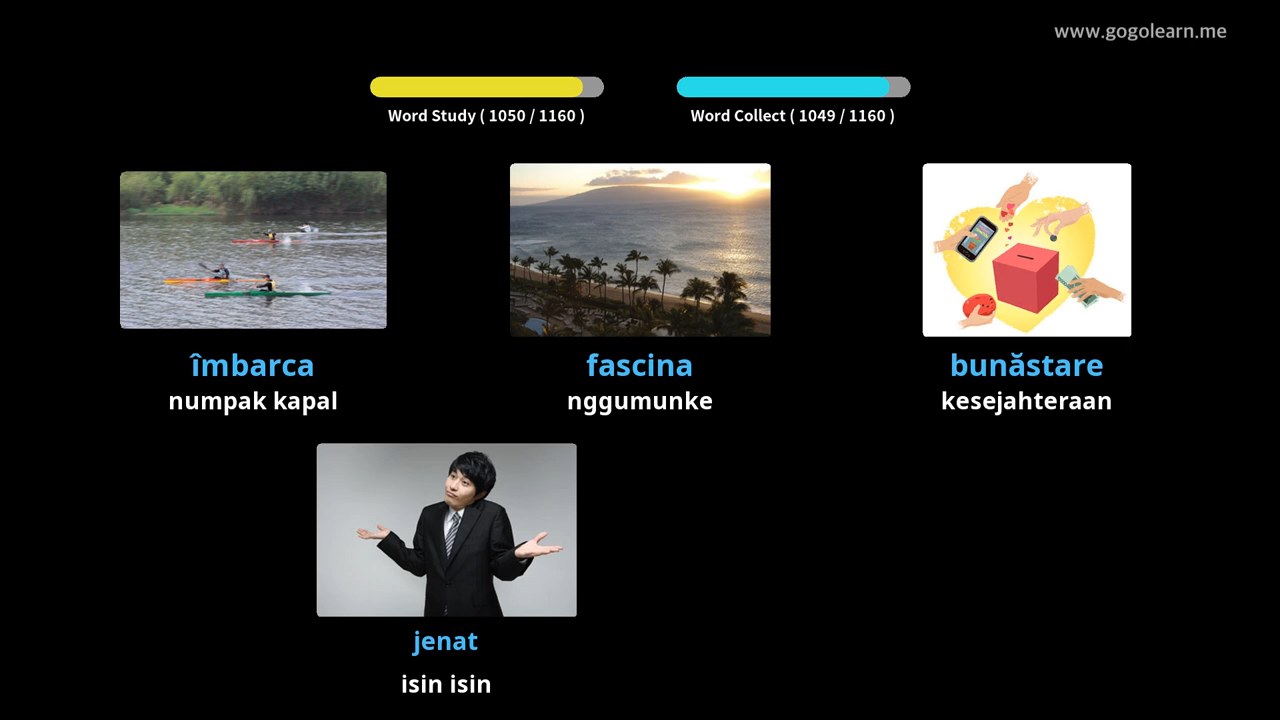 www.gogolearn.me
Word Study ( 1050 / 1160 )
Word Collect ( 1049 / 1160 )
îmbarca
numpak kapal
fascina
nggumunke
bunăstare
kesejahteraan
jenat
isin isin